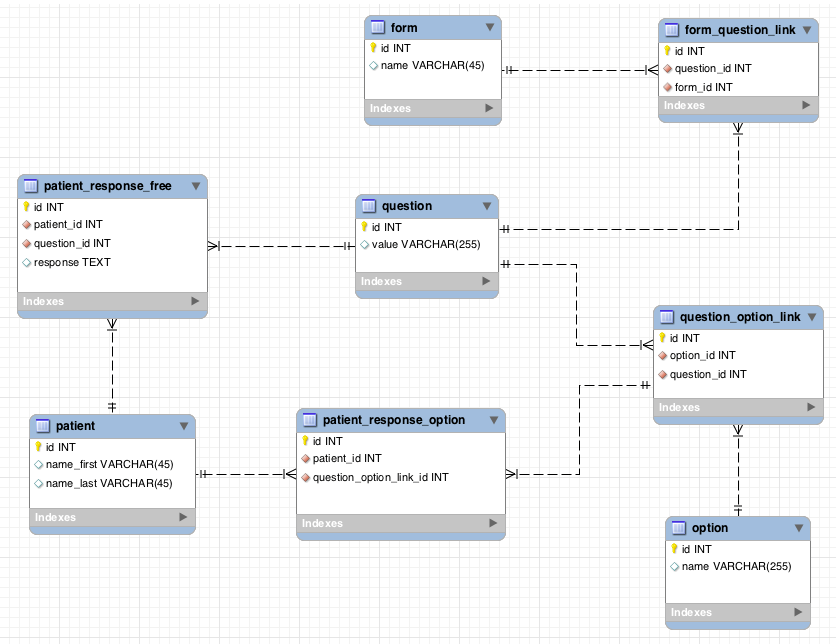 form
id INT
name VARCHAR(45)
Indexes
form_question_link
id INT
question_id INT
form_id INT
Indexes
patient_response_free
id INT
patient_id INT
question_id INT
response TEXT
Indexes
question
id INT
value VARCHAR(255)
Indexes
question_option_link
id INT
option_id INT
question_id INT
Indexes
patient
id INT
name_first VARCHAR(45)
name_last VARCHAR(45)
Indexes
patient_response_option
id INT
patient_id INT
question_option_link_id INT
Indexes
option
id INT
name VARCHAR(255)
Indexes